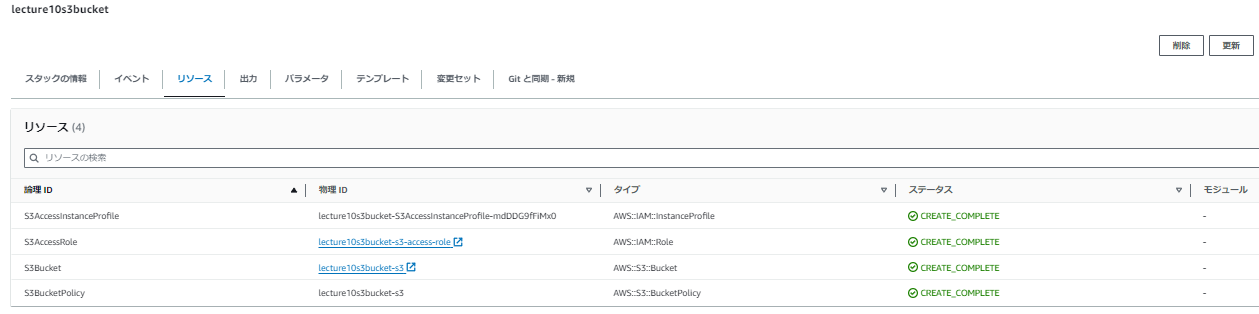 lecture10s3bucket
削除 更新
スタックの情報 イベント リソース 出力 パラメータ テンプレート 変更セット Git と同期 - 新規
リソース (4)
リソースの検索
論理 ID 物理 ID タイプ ステータス モジュール
S3AccessInstanceProfile lecture10s3bucket-S3AccessInstanceProfile-mdDDG9fFiMx0 AWS::IAM::InstanceProfile CREATE_COMPLETE -
S3AccessRole lecture10s3bucket-s3-access-role AWS::IAM::Role CREATE_COMPLETE -
S3Bucket lecture10s3bucket-s3 AWS::S3::Bucket CREATE_COMPLETE -
S3BucketPolicy lecture10s3bucket-s3 AWS::S3::BucketPolicy CREATE_COMPLETE -